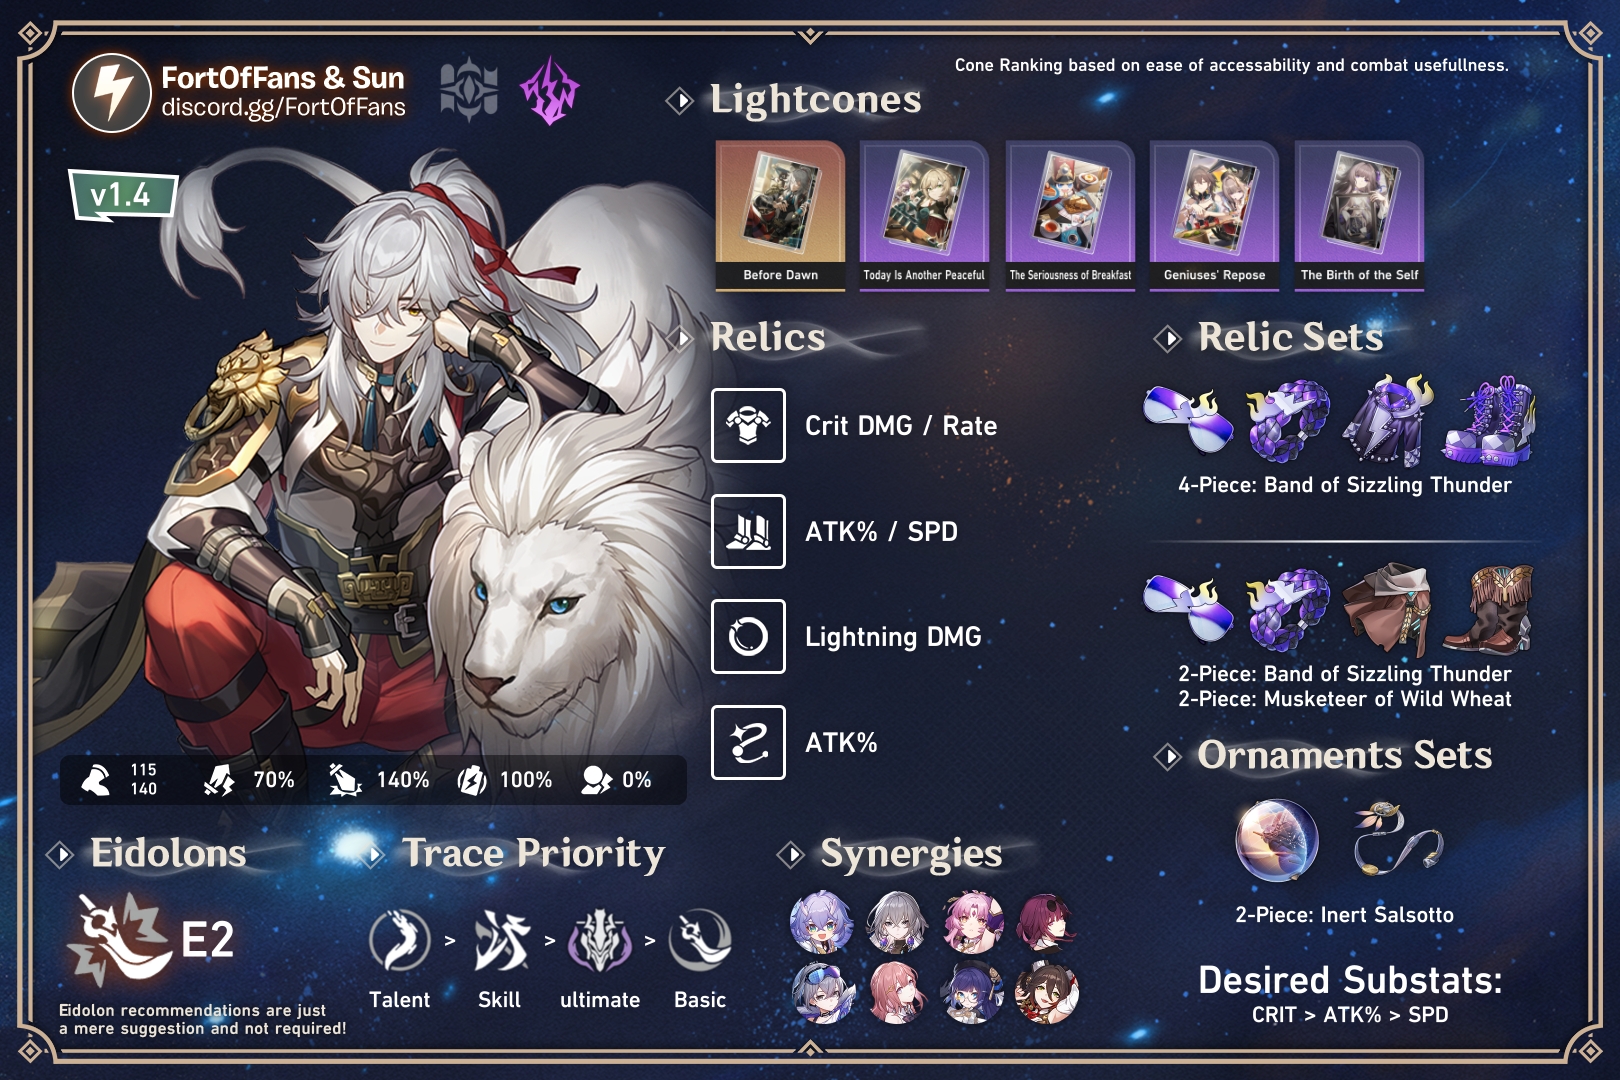 FortOfFans & Sun
discord.gg/FortOfFans
v1.4
Cone Ranking based on ease of accessability and combat usefullness.
Lightcones
Before Dawn
Today Is Another Peaceful
The Seriousness of Breakfast
Geniuses' Repose
The Birth of the Self
Relics
Crit DMG / Rate
ATK% / SPD
Lightning DMG
ATK%
Relic Sets
4-Piece: Band of Sizzling Thunder
2-Piece: Band of Sizzling Thunder
2-Piece: Musketeer of Wild Wheat
Ornaments Sets
2-Piece: Inert Salsotto
Desired Substats:
CRIT > ATK% > SPD
115
140
70%
140%
100%
0%
Eidolons
E2
Eidolon recommendations are just
a mere suggestion and not required!
Trace Priority
> > >
Talent
Skill
ultimate
Basic
Synergies